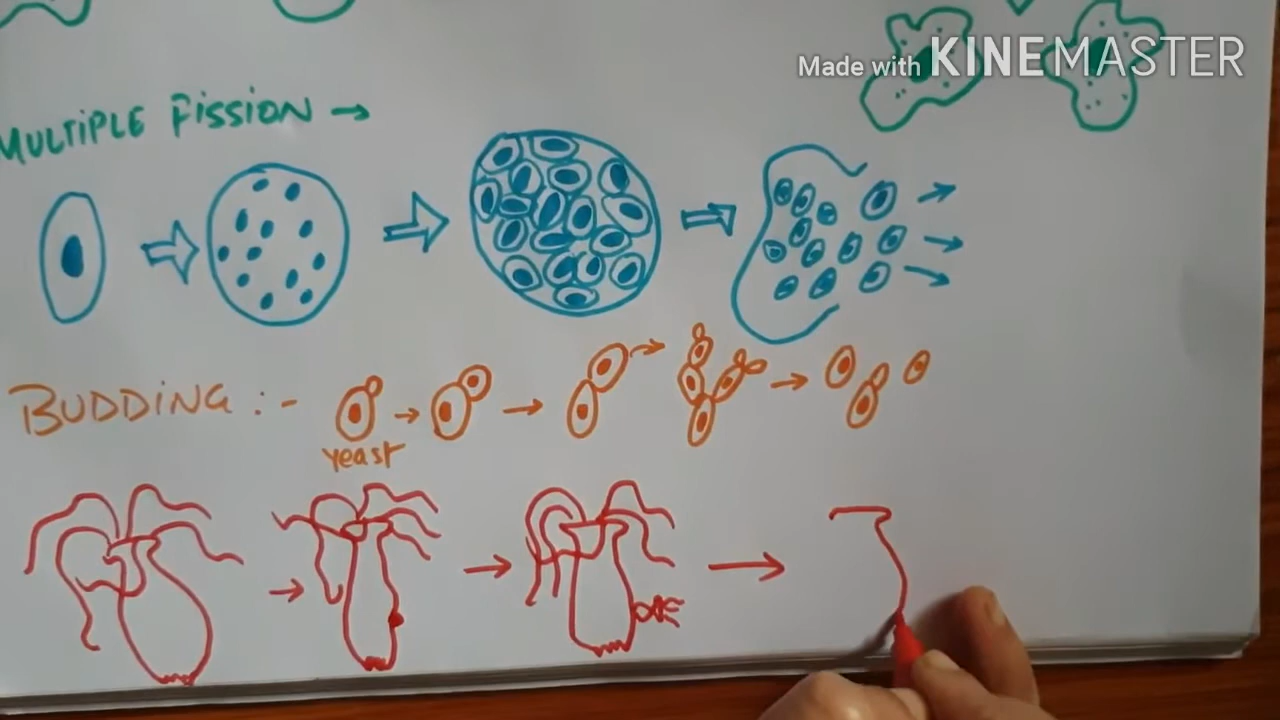 Made with KINEMASTER
MULTIPLE FISSION →
BUDDING :-
Yeast